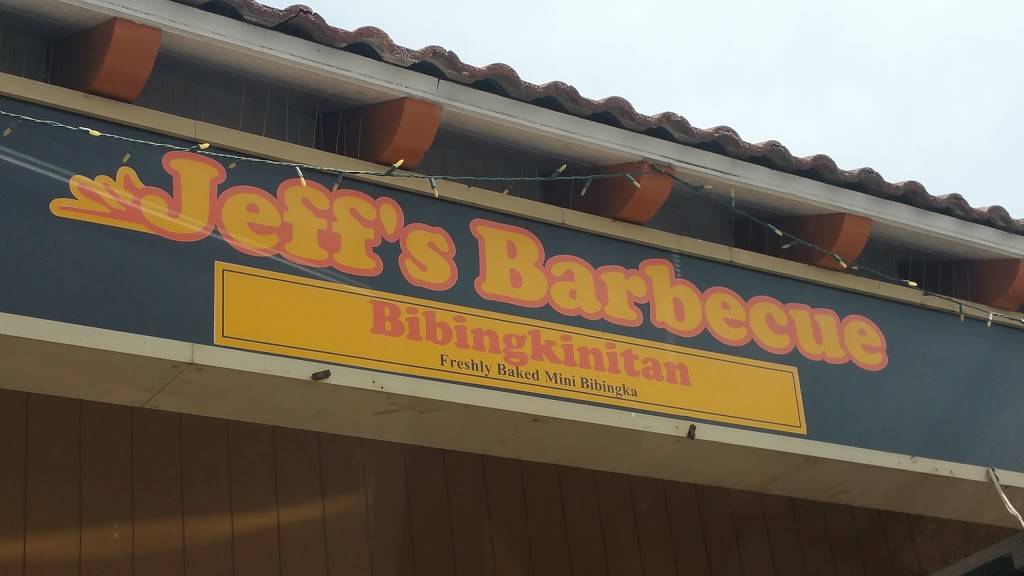 Jeff's Barbecue
Bibingkinitan
Freshly Baked Mini Bibingka